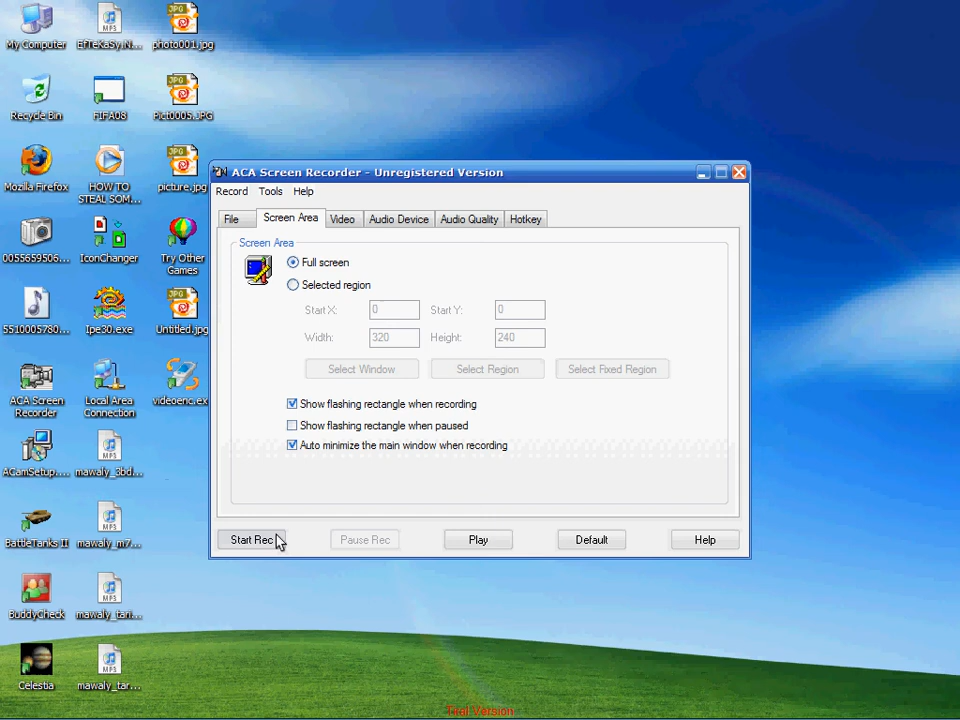 My Computer
EfTeKaSy N...
photo001.jpg
Recycle Bin
FIFA08
Pict0005.JPG
Mozilla Firefox
HOW TO
STEAL SOM...
picture.jpg
0055659506...
IconChanger
Try Other
Games
5510005780...
Ipe30.exe
Untitled.jpg
ACA Screen
Recorder
Local Area
Connection
videoenc.ex
ACamSetup....
mawaly_3bd...
BattleTanks II
mawaly_m7...
BuddyCheck
mawaly_tari...
Celestia
mawaly_tar...
ACA Screen Recorder - Unregistered Version
Record Tools Help
File Screen Area Video Audio Device Audio Quality Hotkey
Screen Area
Full screen
Selected region
Start X: 0 Start Y: 0
Width: 320 Height: 240
Select Window Select Region Select Fixed Region
Show flashing rectangle when recording
Show flashing rectangle when paused
Auto minimize the main window when recording
Start Rec Pause Rec Play Default Help
Trial Version